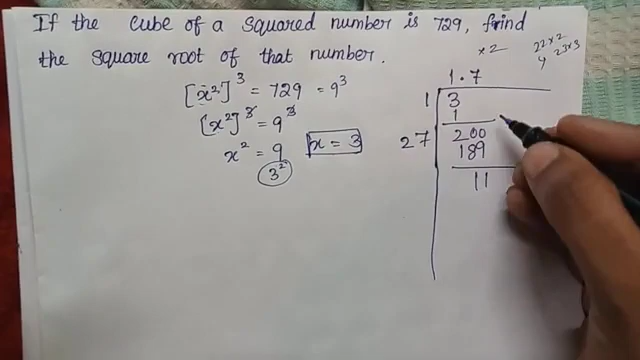 If the cube of a squared number is 729, find
the square root of that number.
×2
22×2
4 23×3
[x²]³ = 729 = 9³
[x²]³ = 9³
x² = 9
x = 3
3²
1.7
1 3
1
27 200
189
11